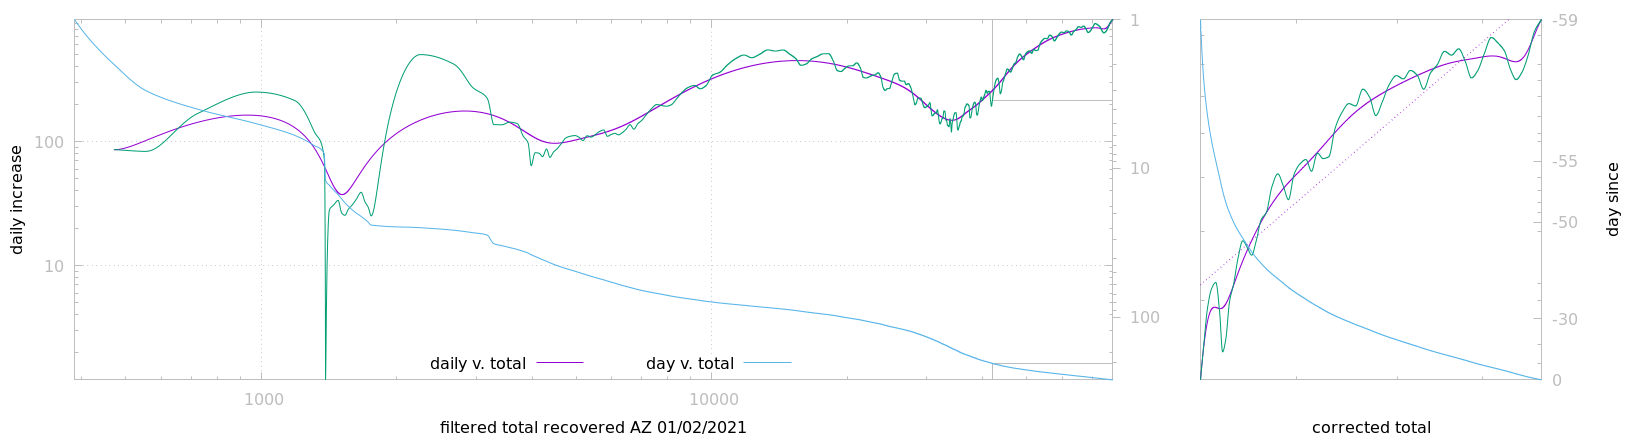 daily increase
100
10
1000
10000
1
10
100
daily v. total
day v. total
filtered total recovered AZ 01/02/2021
-59
-55
-50
-30
0
day since
corrected total